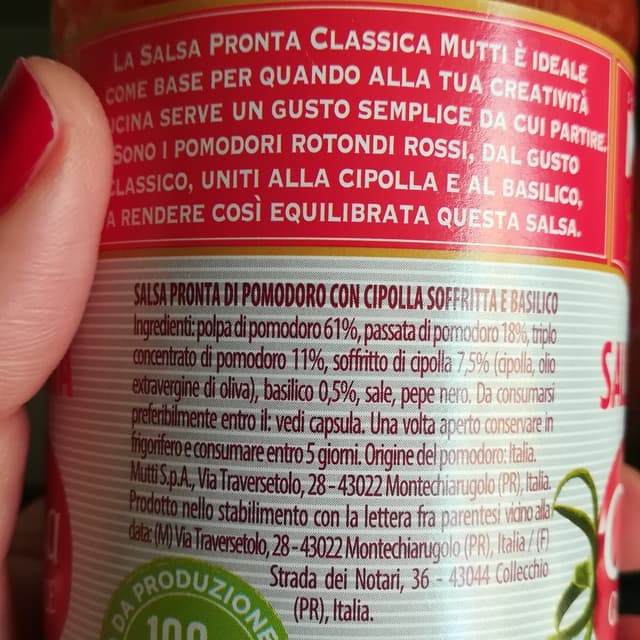 LA SALSA PRONTA CLASSICA MUTTI È IDEALE
COME BASE PER QUANDO ALLA TUA CREATIVITÀ
UCINA SERVE UN GUSTO SEMPLICE DA CUI PARTIRE.
SONO I POMODORI ROTONDI ROSSI, DAL GUSTO
CLASSICO, UNITI ALLA CIPOLLA E AL BASILICO,
A RENDERE COSÌ EQUILIBRATA QUESTA SALSA.
SALSA PRONTA DI POMODORO CON CIPOLLA SOFFRITTA E BASILICO
Ingredienti: polpa di pomodoro 61%, passata di pomodoro 18%, triplo
concentrato di pomodoro 11%, soffritto di cipolla 7,5% (cipolla, olio
extravergine di oliva), basilico 0,5%, sale, pepe nero. Da consumarsi
preferibilmente entro il: vedi capsula. Una volta aperto conservare in
frigorifero e consumare entro 5 giorni. Origine del pomodoro: Italia.
Mutti S.p.A., Via Traversetolo, 28 - 43022 Montechiarugolo (PR), Italia.
Prodotto nello stabilimento con la lettera fra parentesi vicino alla
data: (M) Via Traversetolo, 28 - 43022 Montechiarugolo (PR), Italia / (F)
Strada dei Notari, 36 - 43044 Collecchio
(PR), Italia.
DA PRODUZIONE
100